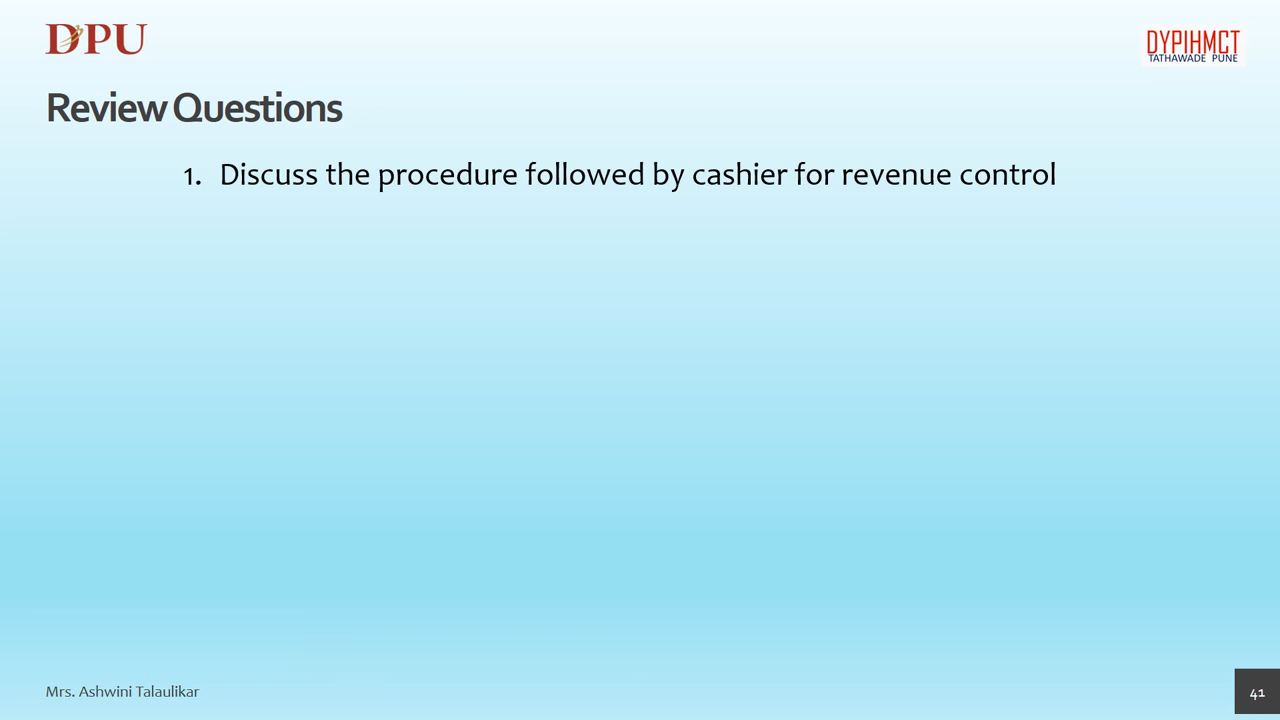 DPU
DYPIHMCT
TATHAWADE PUNE
Review Questions
1. Discuss the procedure followed by cashier for revenue control
Mrs. Ashwini Talaulikar
41